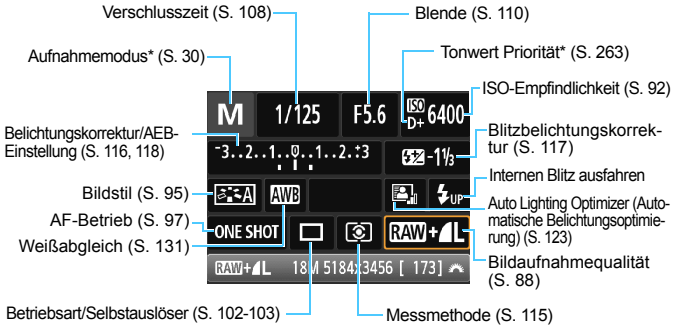 Verschlusszeit (S. 108)
Blende (S. 110)
Aufnahmemodus* (S. 30)
Tonwert Priorität* (S. 263)
ISO-Empfindlichkeit (S. 92)
M 1/125 F5.6 ISO D+ 6400
Belichtungskorrektur/AEB-
Einstellung (S. 116, 118)
-3..2..1..0..1..2.:3
-1⅓
Blitzbelichtungskorrek-
tur (S. 117)
Internen Blitz ausfahren
Bildstil (S. 95)
A AWB UP
Auto Lighting Optimizer (Auto-
matische Belichtungsoptimie-
rung) (S. 123)
AF-Betrieb (S. 97)
ONE SHOT RAW+L
Weißabgleich (S. 131)
Bildaufnahmequalität
(S. 88)
RAW+L 18M 5184x3456 [ 173]
Betriebsart/Selbstauslöser (S. 102-103)
Messmethode (S. 115)